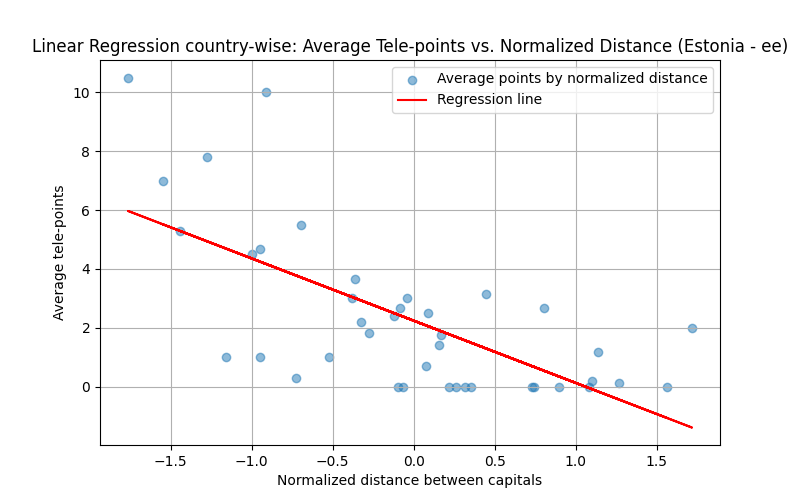 Linear Regression country-wise: Average Tele-points vs. Normalized Distance (Estonia - ee)
Average points by normalized distance
Regression line
Average tele-points
10
8
6
4
2
0
−1.5 −1.0 −0.5 0.0 0.5 1.0 1.5
Normalized distance between capitals